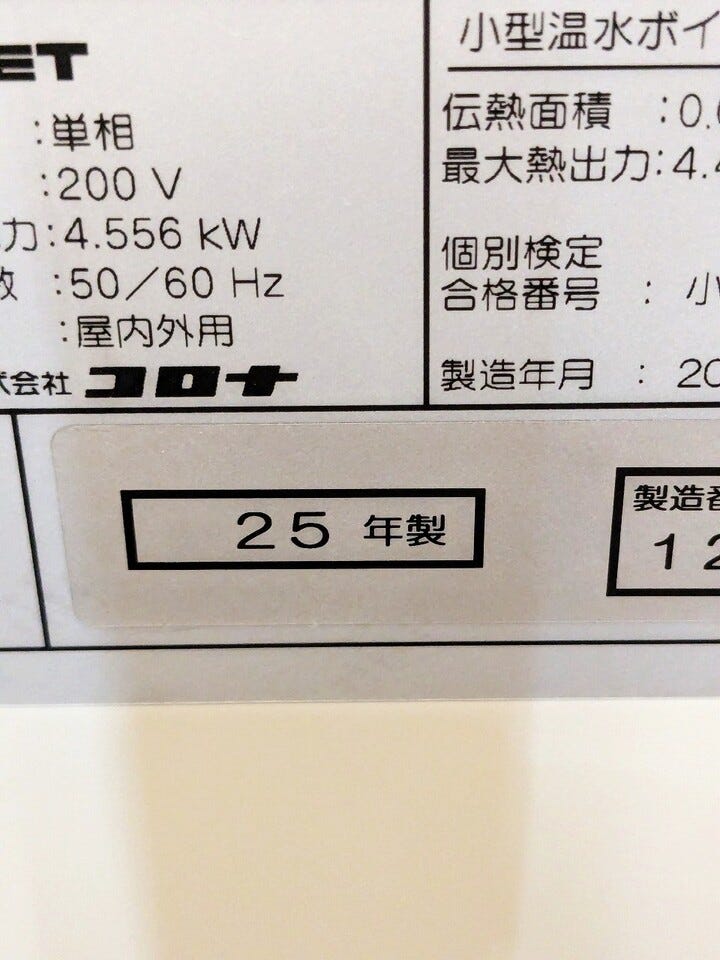 ET
:単相
:200 V
力:4.556 kW
数 :50/60 Hz
:屋内外用
式会社 コロナ
小型温水ボイ
伝熱面積 :0.
最大熱出力:4.4
個別検定
合格番号 : 小
製造年月 : 20
25 年製
製造番
12